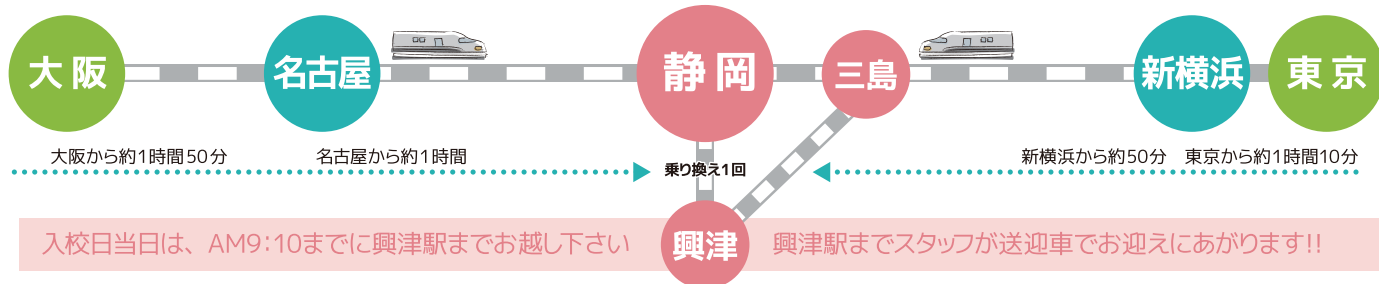 大阪
名古屋
静岡
三島
新横浜
東京
大阪から約1時間50分
名古屋から約1時間
乗り換え1回
新横浜から約50分
東京から約1時間10分
入校日当日は、AM9:10までに興津駅までお越し下さい
興津
興津駅までスタッフが送迎車でお迎えにあがります!!